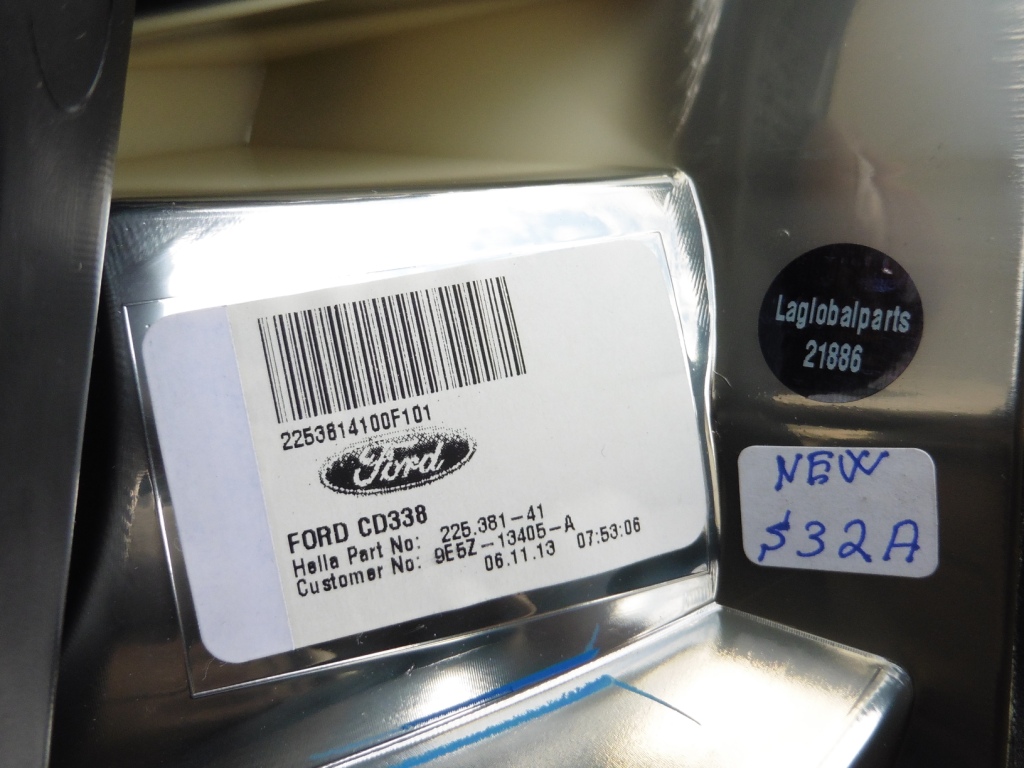 2253814100F101
Ford
FORD CD338
Hella Part No: 225.381-41
Customer No: 9E5Z-13405-A
06.11.13 07:53:06
Laglobalparts
21886
NEW
$32A